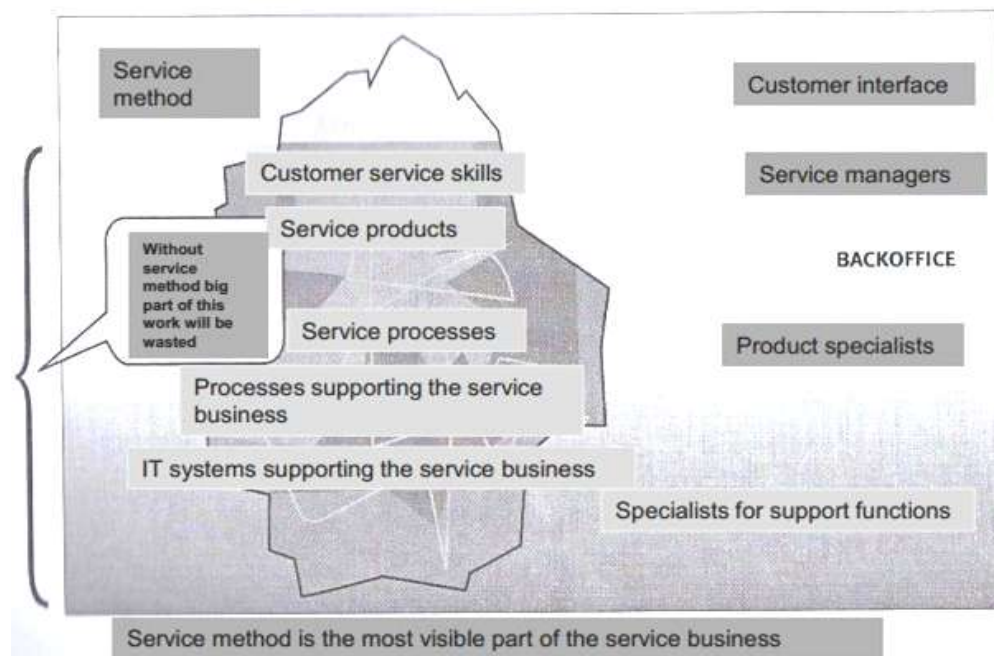 Service
method
Customer interface
Customer service skills
Service managers
Service products
Without
service
method big
part of this
work will be
wasted
BACKOFFICE
Service processes
Product specialists
Processes supporting the service
business
IT systems supporting the service business
Specialists for support functions
Service method is the most visible part of the service business